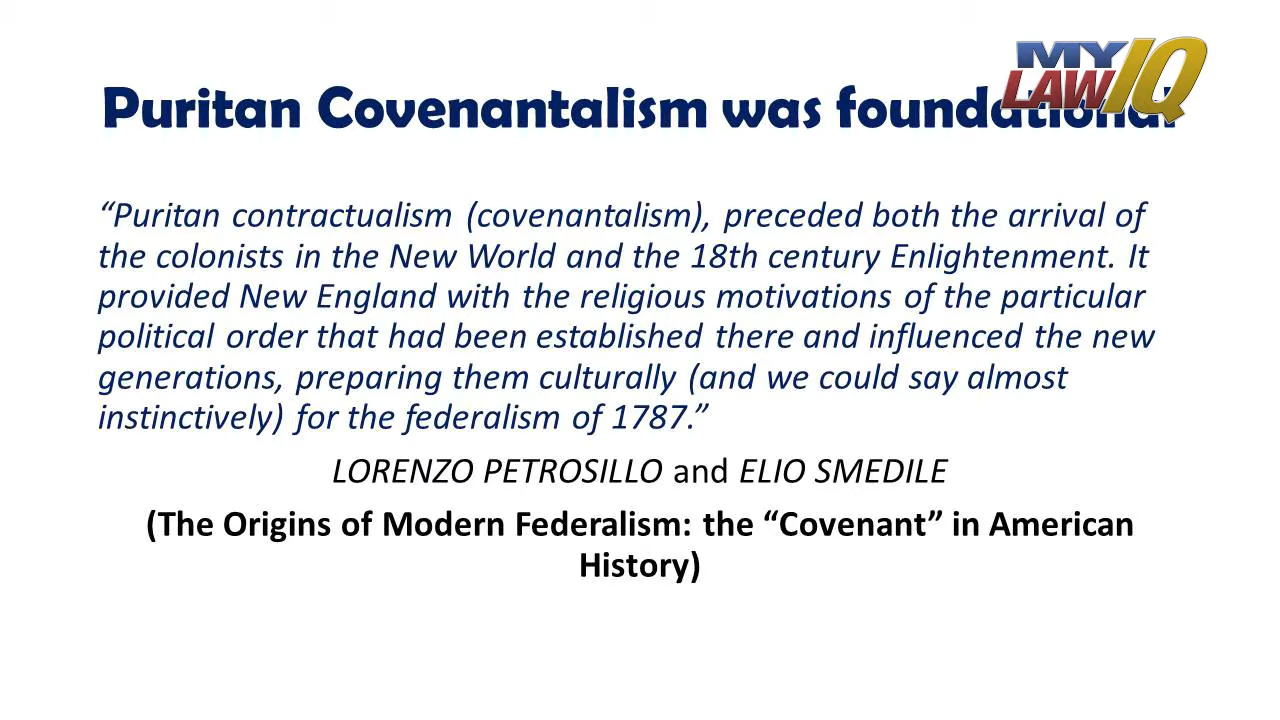 MY
LAW IQ
Puritan Covenantalism was foundational
“Puritan contractualism (covenantalism), preceded both the arrival of
the colonists in the New World and the 18th century Enlightenment. It
provided New England with the religious motivations of the particular
political order that had been established there and influenced the new
generations, preparing them culturally (and we could say almost
instinctively) for the federalism of 1787.”
LORENZO PETROSILLO and ELIO SMEDILE
(The Origins of Modern Federalism: the “Covenant” in American
History)